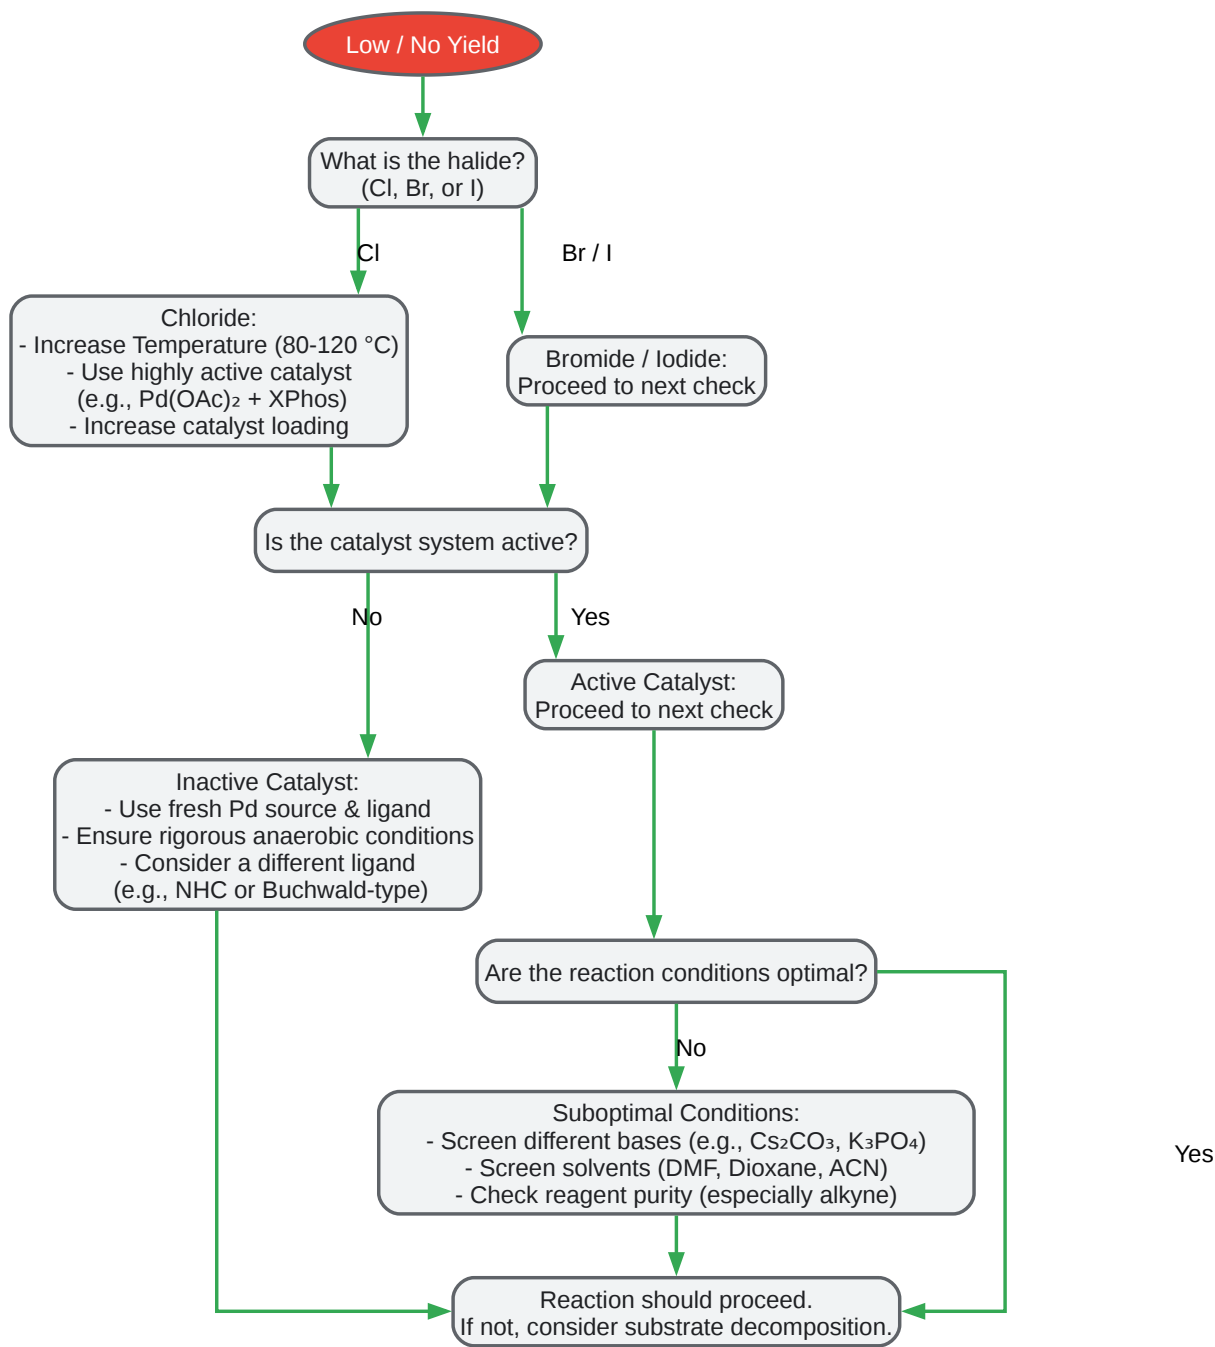 Low / No Yield
What is the halide?
(Cl, Br, or I)
Cl
Br / I
Chloride:
- Increase Temperature (80-120 °C)
- Use highly active catalyst
(e.g., Pd(OAc)₂ + XPhos)
- Increase catalyst loading
Bromide / Iodide:
Proceed to next check
Is the catalyst system active?
No
Yes
Active Catalyst:
Proceed to next check
Inactive Catalyst:
- Use fresh Pd source & ligand
- Ensure rigorous anaerobic conditions
- Consider a different ligand
(e.g., NHC or Buchwald-type)
Are the reaction conditions optimal?
No
Suboptimal Conditions:
- Screen different bases (e.g., Cs₂CO₃, K₃PO₄)
- Screen solvents (DMF, Dioxane, ACN)
- Check reagent purity (especially alkyne)
Yes
Reaction should proceed.
If not, consider substrate decomposition.